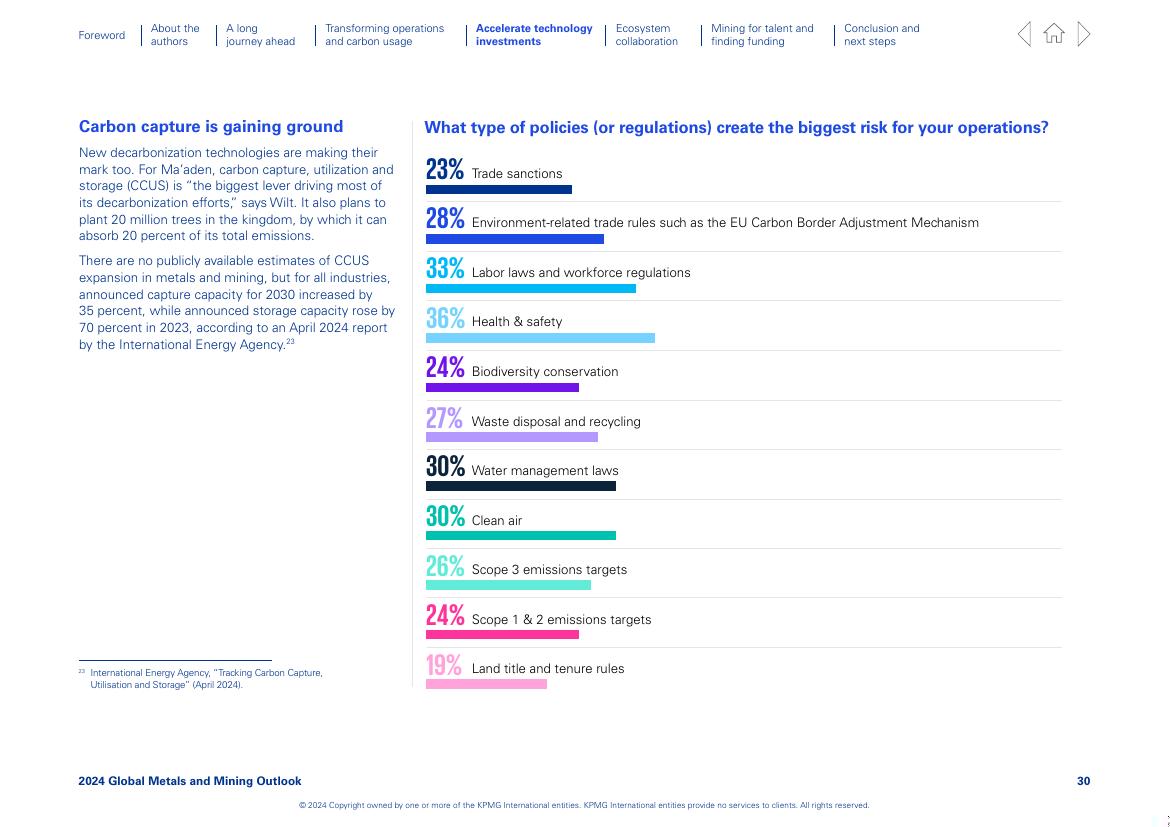 Foreword
About the
authors
A long
journey ahead
Transforming operations
and carbon usage
Accelerate technology
investments
Ecosystem
collaboration
Mining for talent and
finding funding
Conclusion and
next steps
Carbon capture is gaining ground
New decarbonization technologies are making their
mark too. For Ma’aden, carbon capture, utilization and
storage (CCUS) is “the biggest lever driving most of
its decarbonization efforts,” says Wilt. It also plans to
plant 20 million trees in the kingdom, by which it can
absorb 20 percent of its total emissions.
There are no publicly available estimates of CCUS
expansion in metals and mining, but for all industries,
announced capture capacity for 2030 increased by
35 percent, while announced storage capacity rose by
70 percent in 2023, according to an April 2024 report
by the International Energy Agency.23
23 International Energy Agency, “Tracking Carbon Capture,
Utilisation and Storage” (April 2024).
What type of policies (or regulations) create the biggest risk for your operations?
23% Trade sanctions
28% Environment-related trade rules such as the EU Carbon Border Adjustment Mechanism
33% Labor laws and workforce regulations
36% Health & safety
24% Biodiversity conservation
27% Waste disposal and recycling
30% Water management laws
30% Clean air
26% Scope 3 emissions targets
24% Scope 1 & 2 emissions targets
19% Land title and tenure rules
2024 Global Metals and Mining Outlook
30
© 2024 Copyright owned by one or more of the KPMG International entities. KPMG International entities provide no services to clients. All rights reserved.